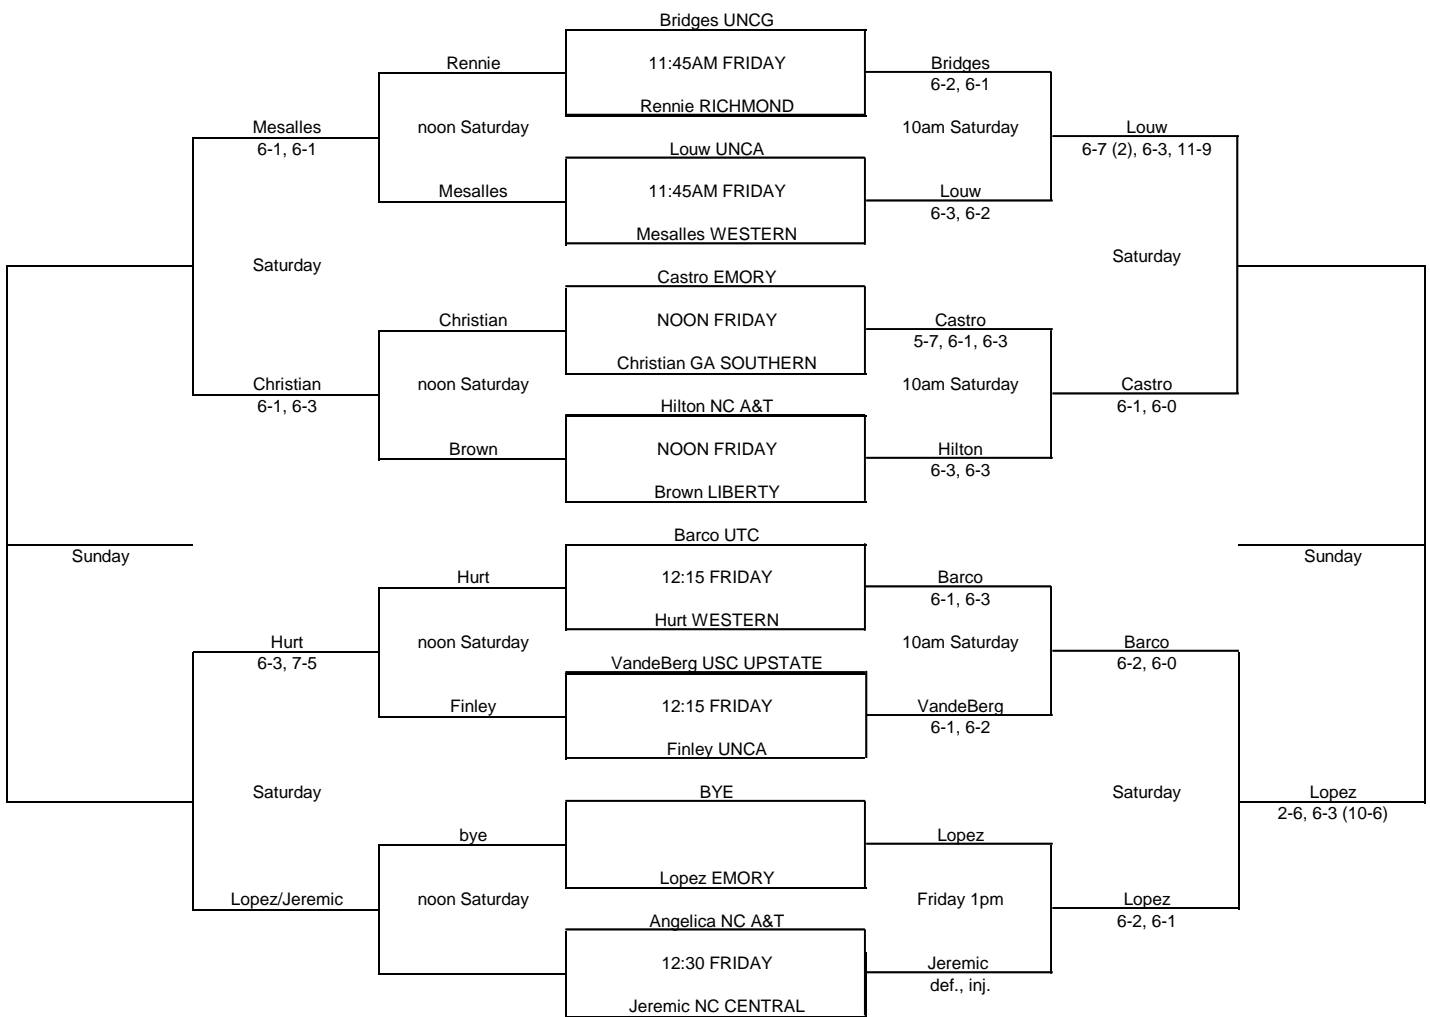 Bridges UNCG
Rennie 11:45AM FRIDAY Bridges
6-2, 6-1
Rennie RICHMOND
Mesalles noon Saturday 10am Saturday Louw
6-1, 6-1 Louw UNCA 6-7 (2), 6-3, 11-9
Mesalles 11:45AM FRIDAY Louw
6-3, 6-2
Mesalles WESTERN
Saturday Saturday
Castro EMORY
Christian NOON FRIDAY Castro
5-7, 6-1, 6-3
Christian GA SOUTHERN
Christian noon Saturday 10am Saturday Castro
6-1, 6-3 Hilton NC A&T 6-1, 6-0
Brown NOON FRIDAY Hilton
6-3, 6-3
Brown LIBERTY
Barco UTC
Sunday Sunday
Hurt 12:15 FRIDAY Barco
6-1, 6-3
Hurt WESTERN
Hurt noon Saturday 10am Saturday Barco
6-3, 7-5 VandeBerg USC UPSTATE 6-2, 6-0
Finley 12:15 FRIDAY VandeBerg
6-1, 6-2
Finley UNCA
Saturday BYE Saturday Lopez
2-6, 6-3 (10-6)
bye Lopez
Lopez EMORY
Lopez/Jeremic noon Saturday Friday 1pm Lopez
Angelica NC A&T 6-2, 6-1
12:30 FRIDAY Jeremic
def., inj.
Jeremic NC CENTRAL